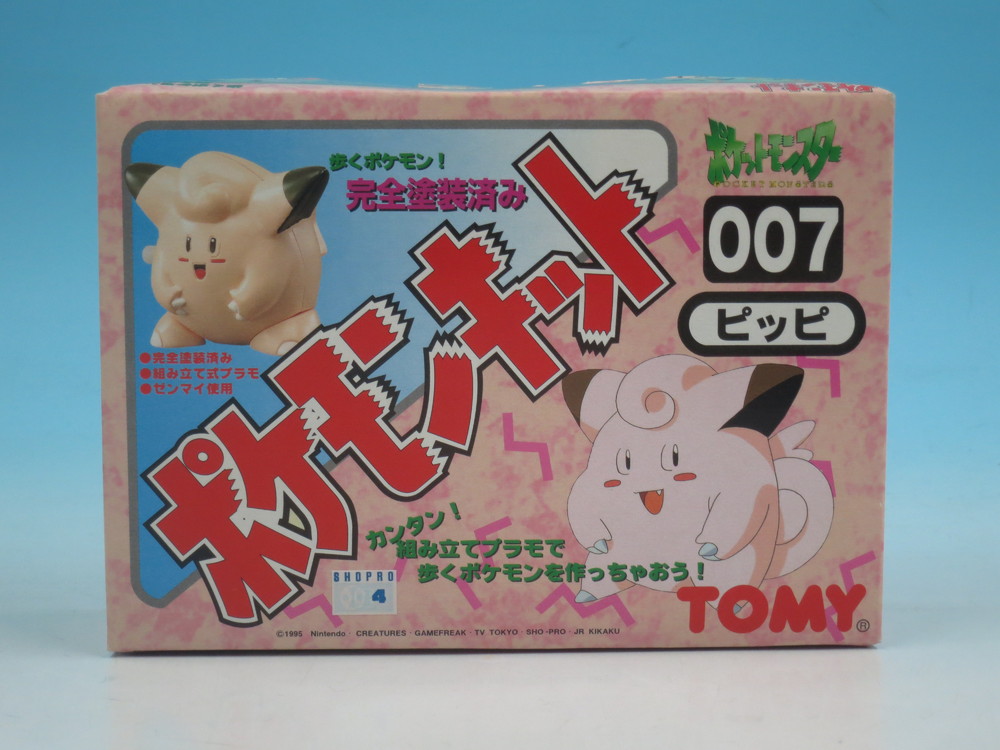 ポケットモンスター
POCKET MONSTERS
007
ピッピ
歩くポケモン!
完全塗装済み
ポケモンキット
●完全塗装済み
●組み立て式プラモ
●ゼンマイ使用
カンタン!
組み立てプラモで
歩くポケモンを作っちゃおう!
SHOPRO
4
TOMY®
©1995 Nintendo · CREATURES · GAMEFREAK · TV TOKYO · SHO-PRO · JR KIKAKU